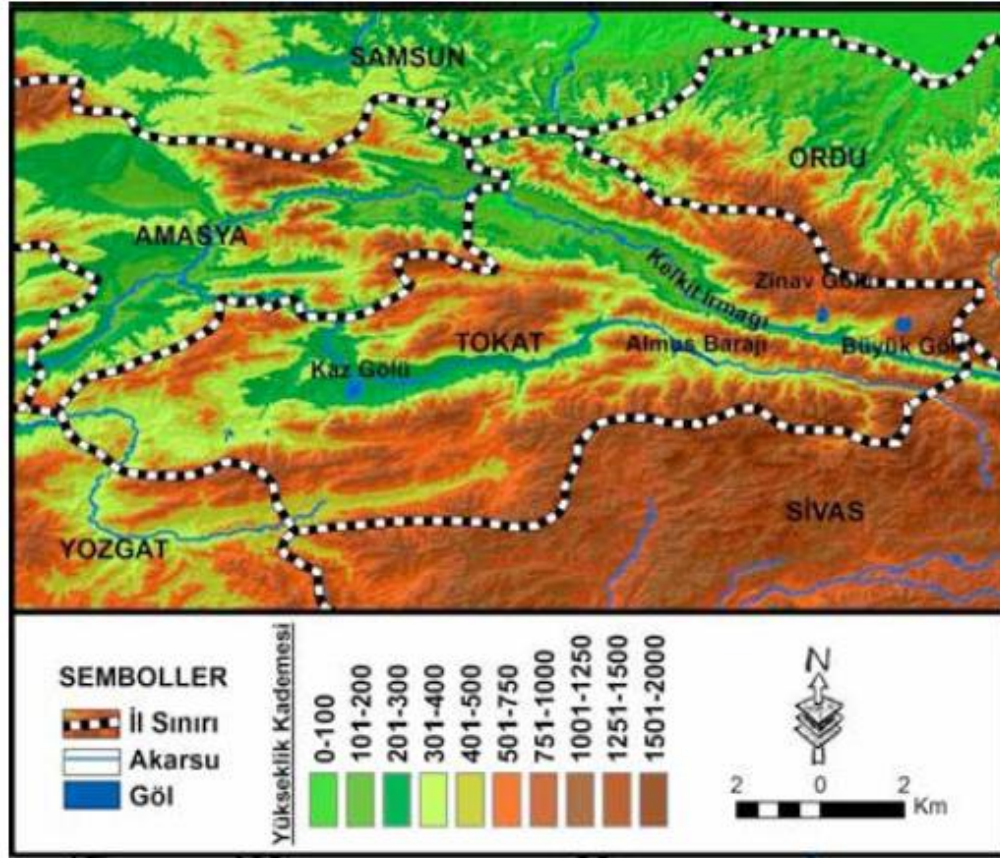 SAMSUN
ORDU
AMASYA
Kelkit Irmağı
Zinav Gölü
TOKAT
Almus Barajı
Büyük Göl
Kaz Gölü
SİVAS
YOZGAT
SEMBOLLER
İl Sınırı
Akarsu
Göl
Yükseklik Kademesi
0-100
101-200
201-300
301-400
401-500
501-750
751-1000
1001-1250
1251-1500
1501-2000
N
2 0 2
Km